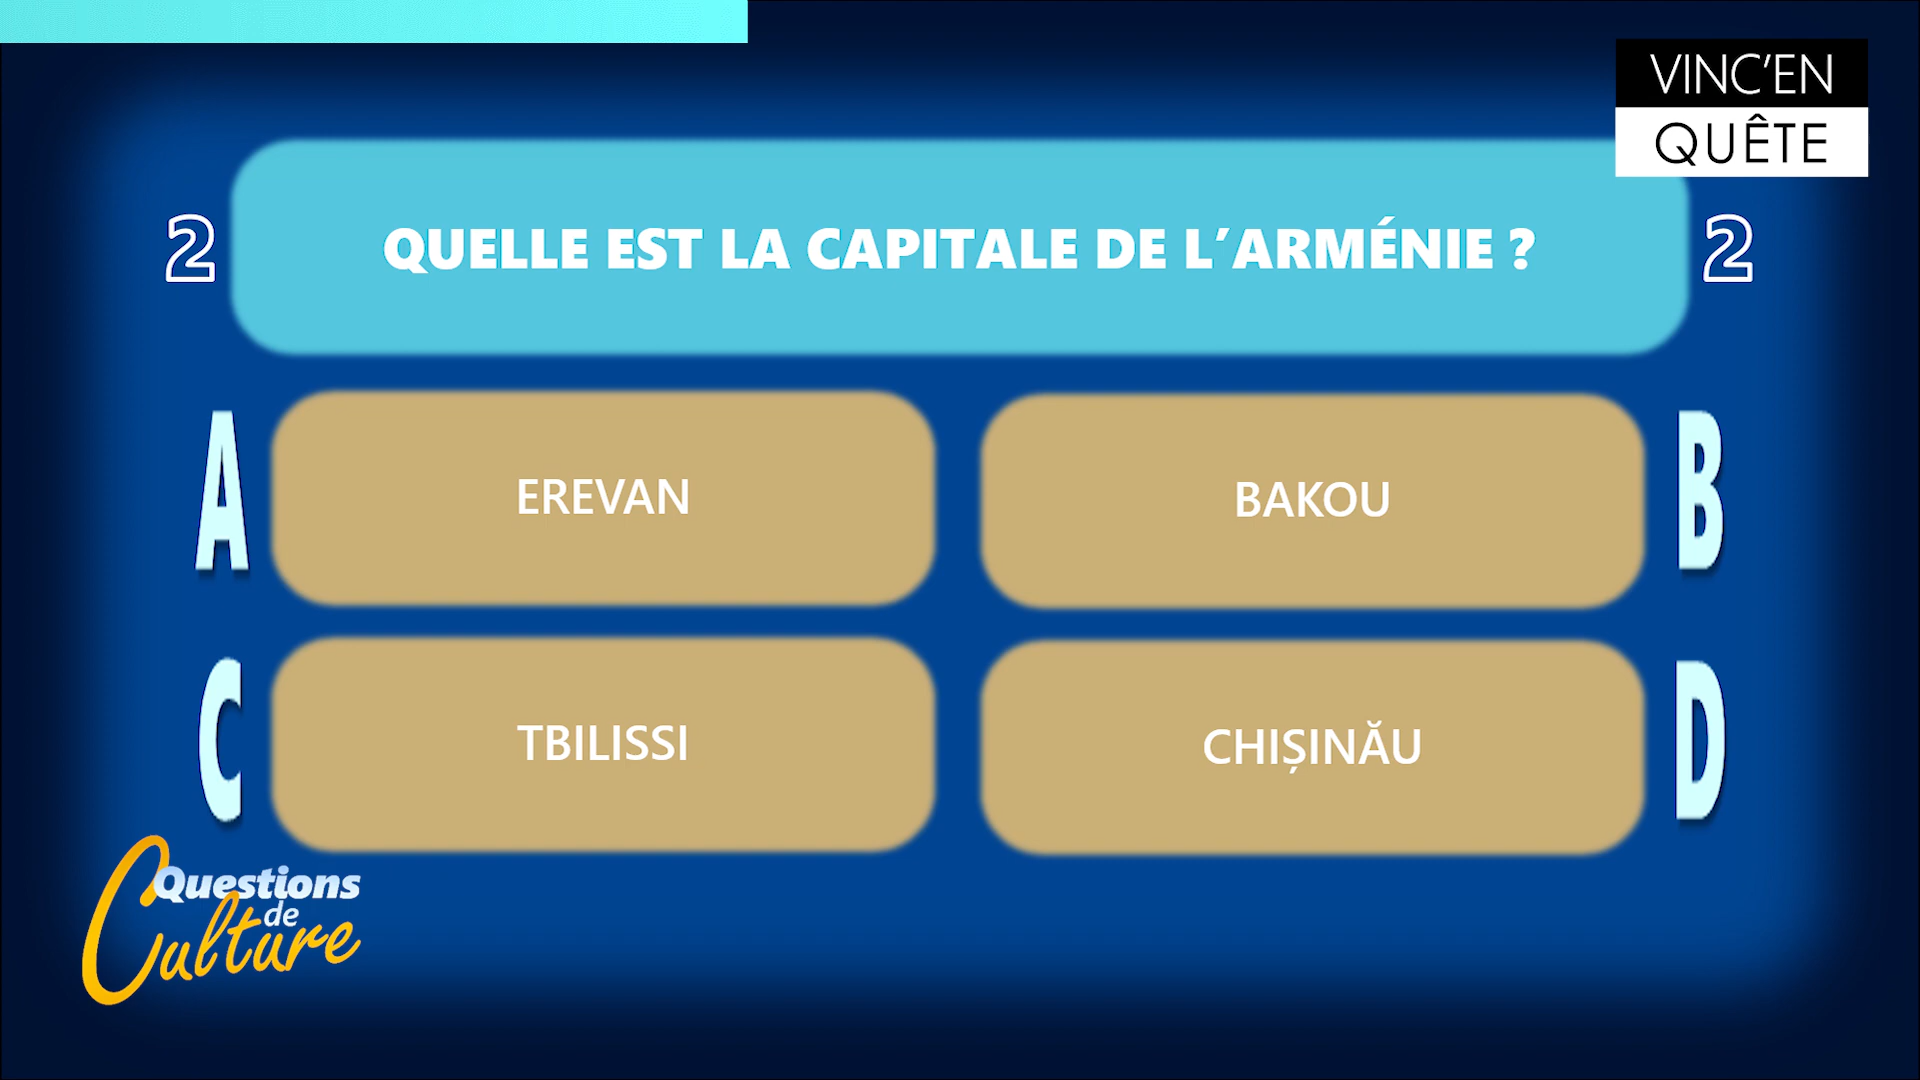 VINC'EN
QUÊTE
2
QUELLE EST LA CAPITALE DE L'ARMÉNIE ?
2
A
EREVAN
BAKOU
B
C
TBILISSI
CHIȘINĂU
D
Questions
de
Culture